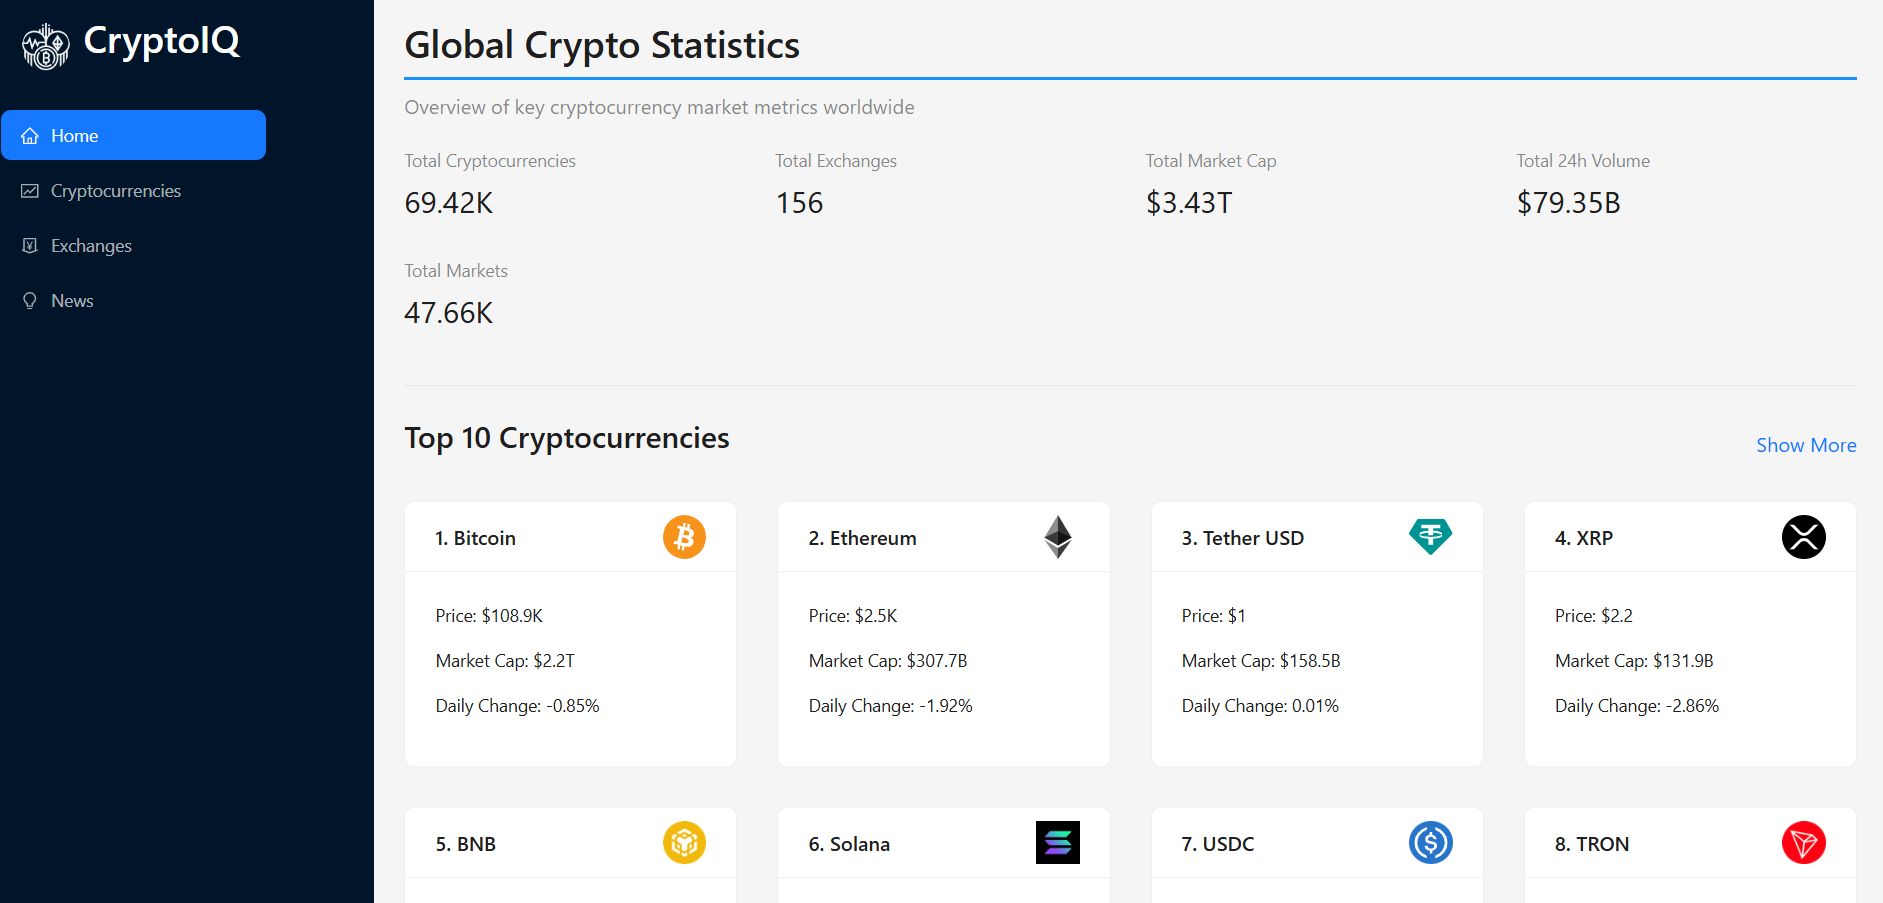 CryptoIQ
Home
Cryptocurrencies
Exchanges
News
Global Crypto Statistics
Overview of key cryptocurrency market metrics worldwide
Total Cryptocurrencies
69.42K
Total Exchanges
156
Total Market Cap
$3.43T
Total 24h Volume
$79.35B
Total Markets
47.66K
Top 10 Cryptocurrencies
Show More
1. Bitcoin
Price: $108.9K
Market Cap: $2.2T
Daily Change: -0.85%
2. Ethereum
Price: $2.5K
Market Cap: $307.7B
Daily Change: -1.92%
3. Tether USD
Price: $1
Market Cap: $158.5B
Daily Change: 0.01%
4. XRP
Price: $2.2
Market Cap: $131.9B
Daily Change: -2.86%
5. BNB
6. Solana
7. USDC
8. TRON